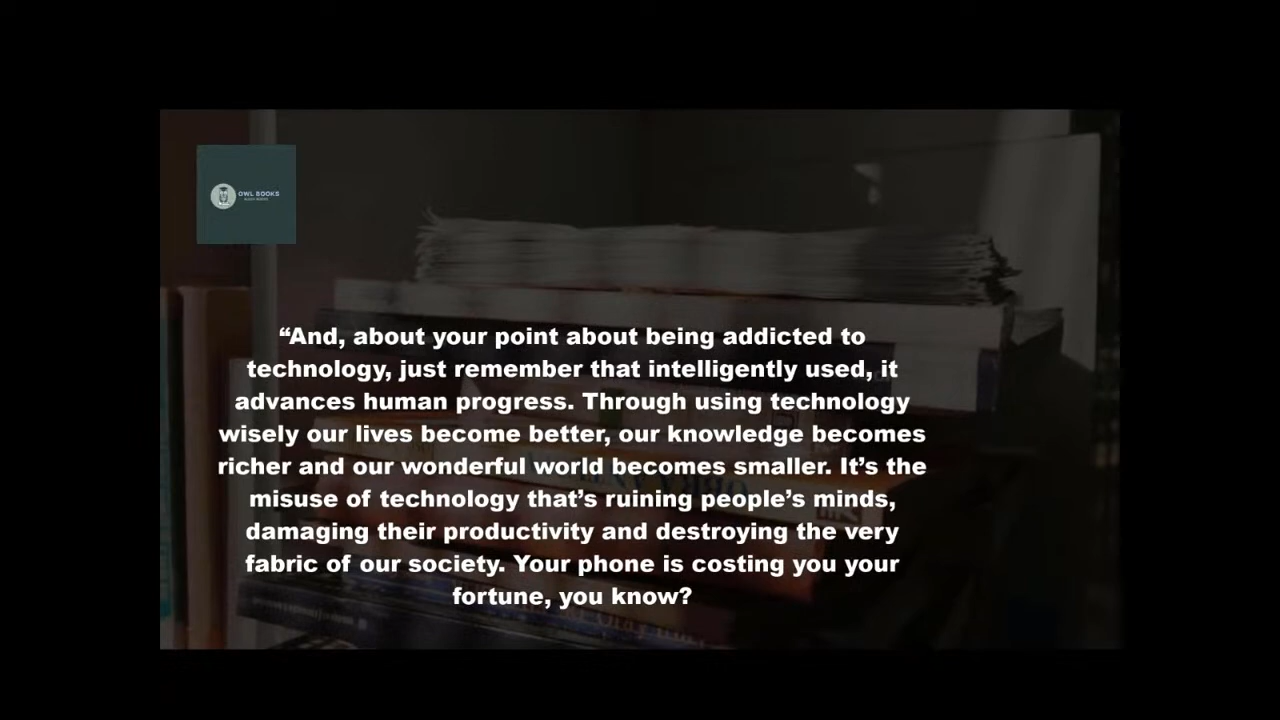 OWL BOOKS
“And, about your point about being addicted to
technology, just remember that intelligently used, it
advances human progress. Through using technology
wisely our lives become better, our knowledge becomes
richer and our wonderful world becomes smaller. It’s the
misuse of technology that’s ruining people’s minds,
damaging their productivity and destroying the very
fabric of our society. Your phone is costing you your
fortune, you know?